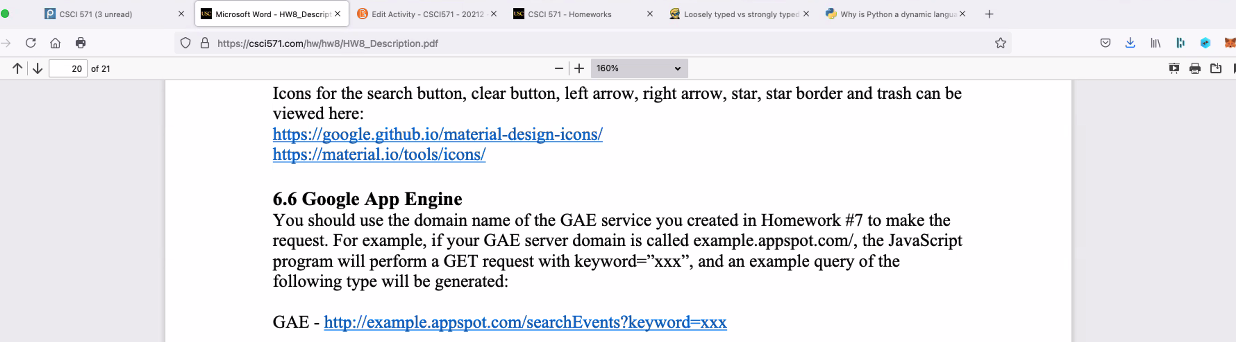 CSCI 571 (3 unread)
Microsoft Word - HW8_Descript
Edit Activity - CSCI571 - 20212
CSCI 571 - Homeworks
Loosely typed vs strongly typed
Why is Python a dynamic langua
https://csci571.com/hw/hw8/HW8_Description.pdf
20 of 21
160%
Icons for the search button, clear button, left arrow, right arrow, star, star border and trash can be
viewed here:
https://google.github.io/material-design-icons/
https://material.io/tools/icons/
6.6 Google App Engine
You should use the domain name of the GAE service you created in Homework #7 to make the
request. For example, if your GAE server domain is called example.appspot.com/, the JavaScript
program will perform a GET request with keyword=”xxx”, and an example query of the
following type will be generated:
GAE - http://example.appspot.com/searchEvents?keyword=xxx